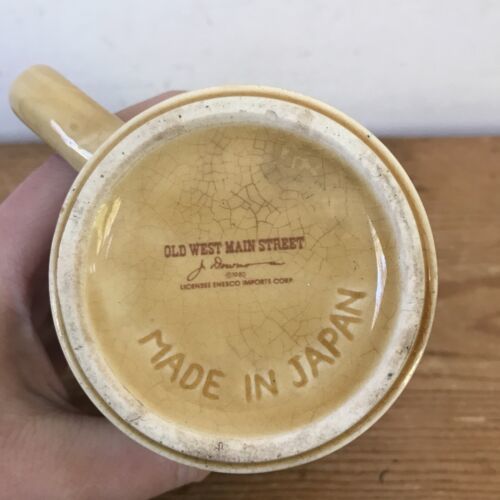 OLD WEST MAIN STREET
©1980
LICENSEE ENESCO IMPORTS CORP.
MADE IN JAPAN